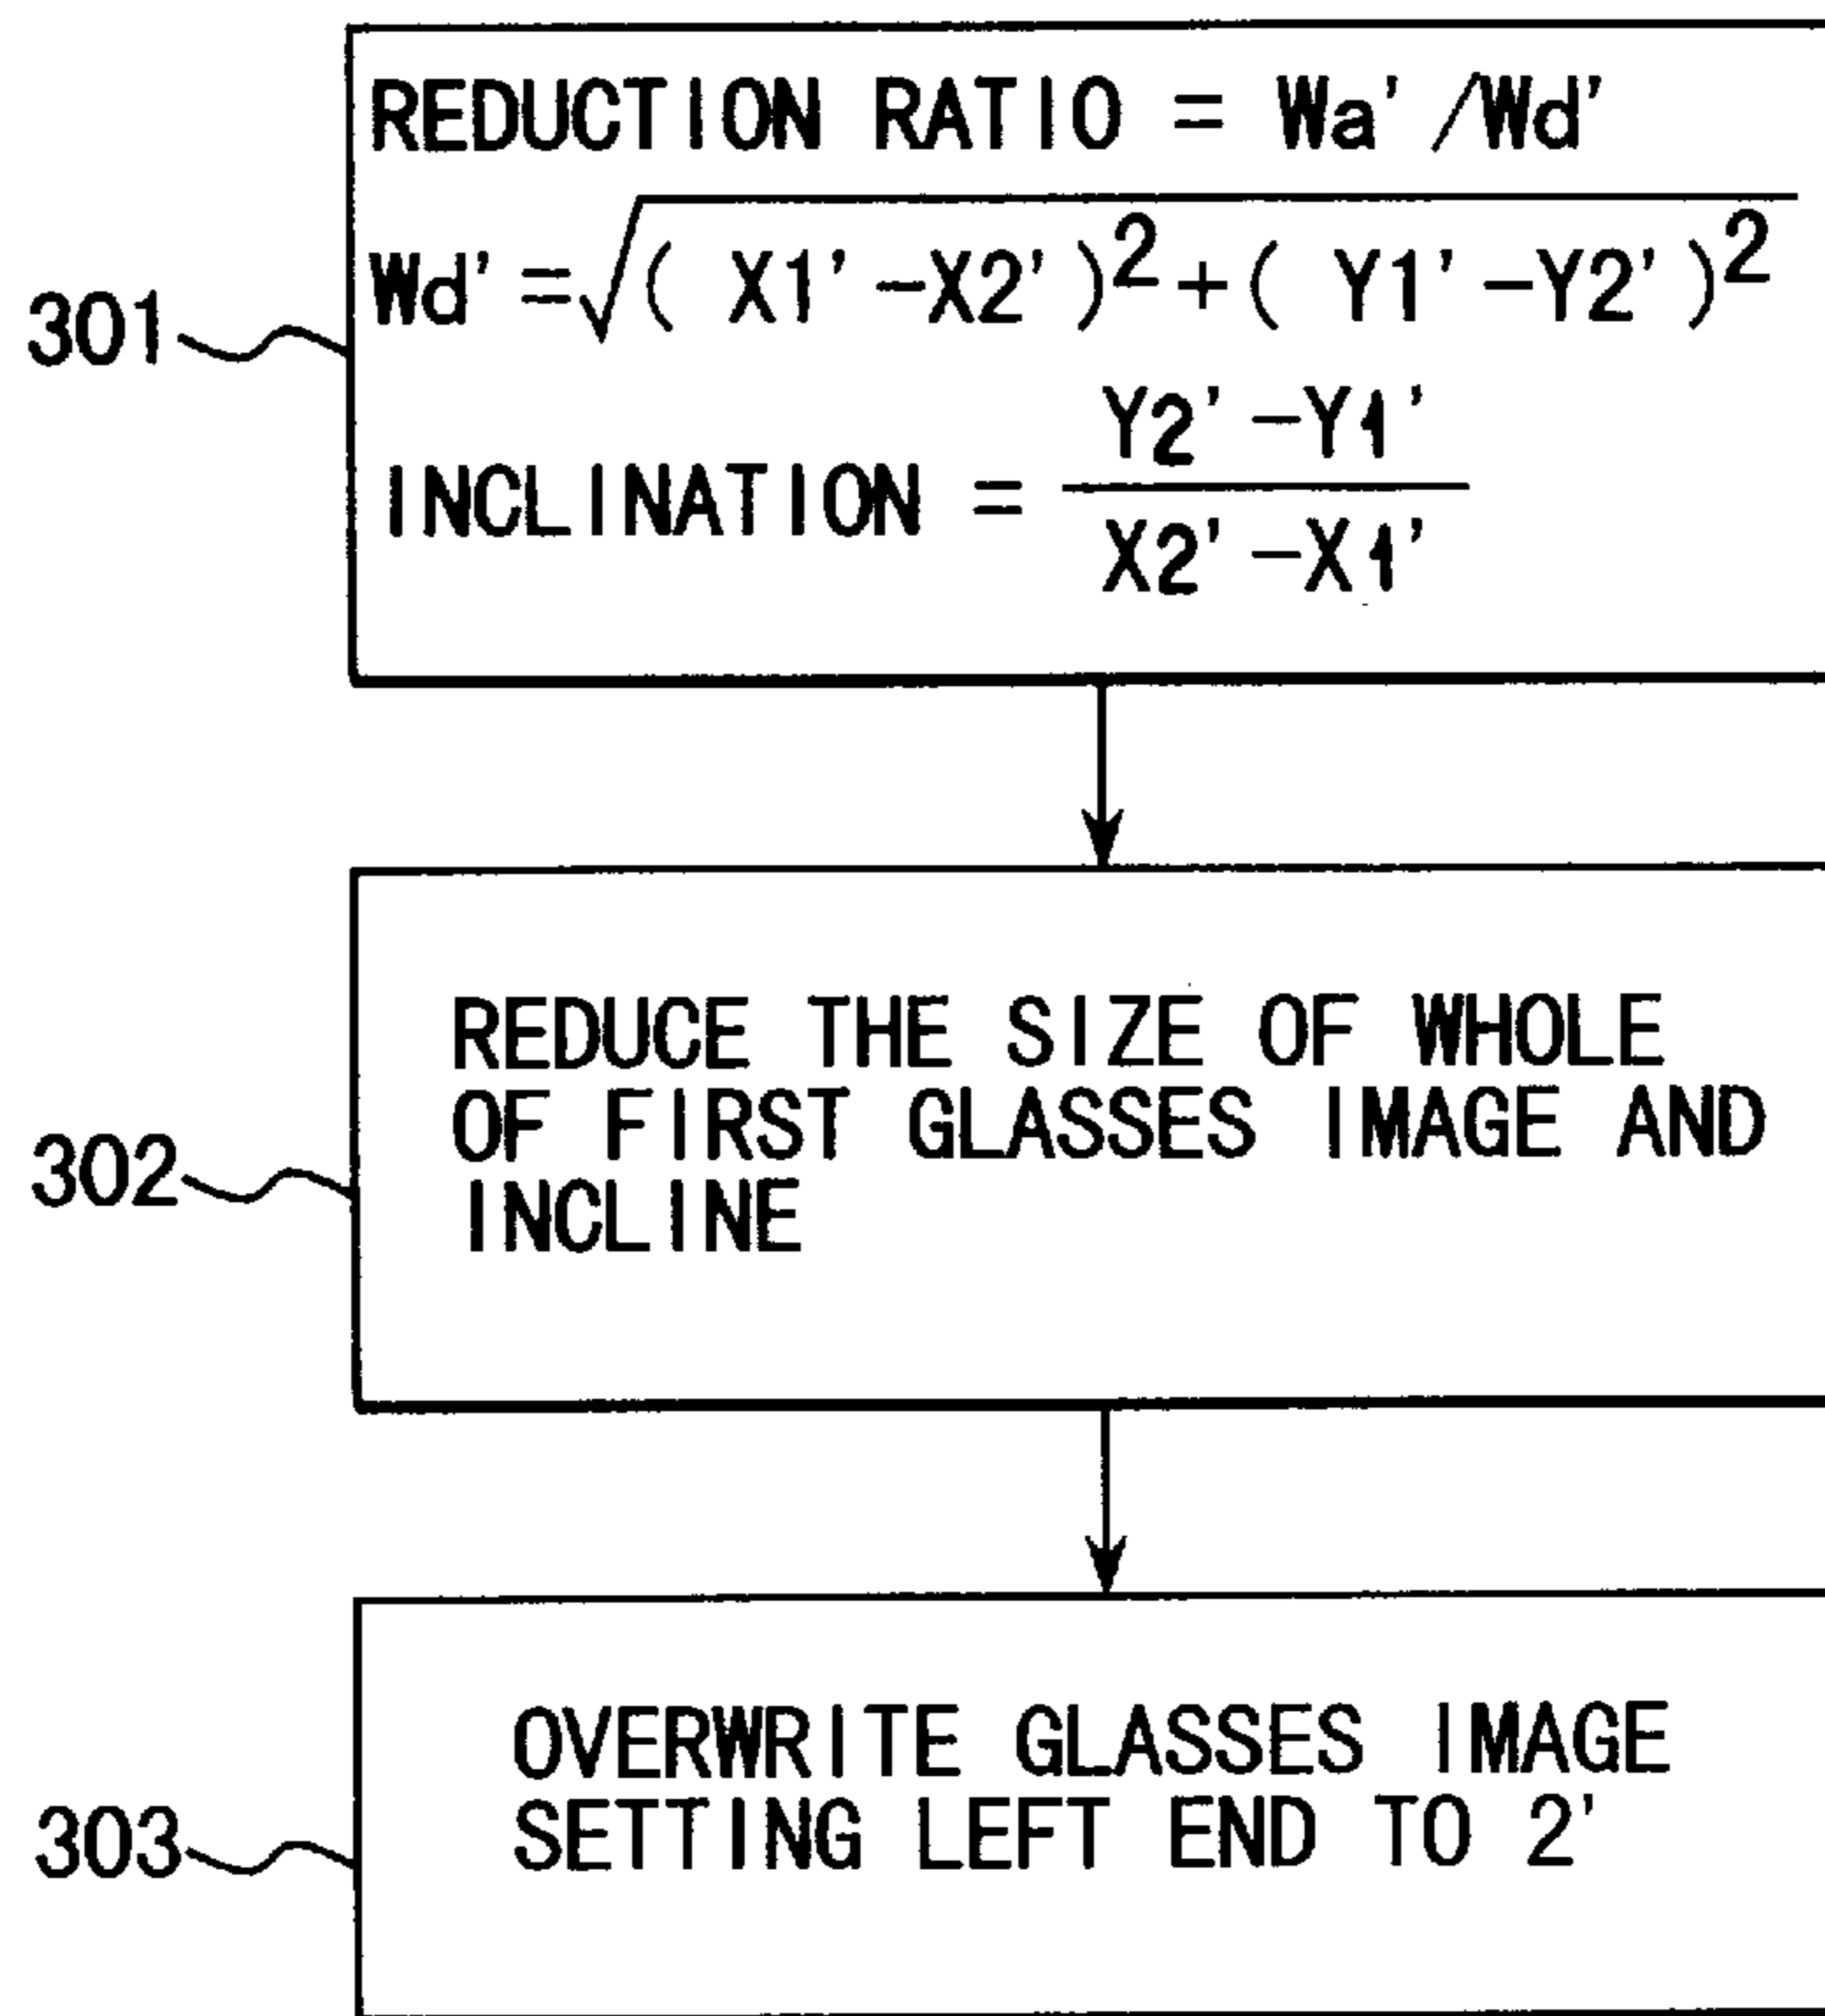 REDUCTION RATIO = Wa'/Wd'
Wd'=√(X1'-X2')²+(Y1'-Y2')²
301
INCLINATION = Y2'-Y1' / X2'-X1'
REDUCE THE SIZE OF WHOLE
OF FIRST GLASSES IMAGE AND
302
INCLINE
OVERWRITE GLASSES IMAGE
SETTING LEFT END TO 2'
303